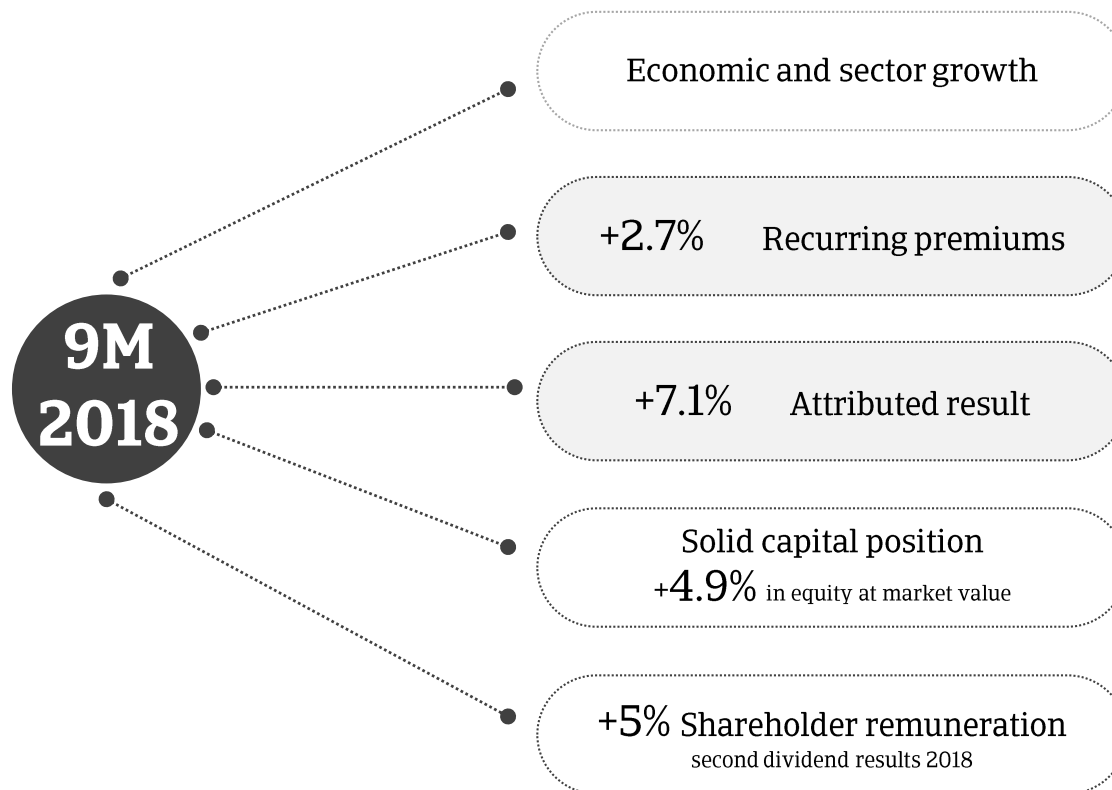 Economic and sector growth
+2.7% Recurring premiums
9M
2018
+7.1% Attributed result
Solid capital position
+4.9% in equity at market value
+5% Shareholder remuneration
second dividend results 2018